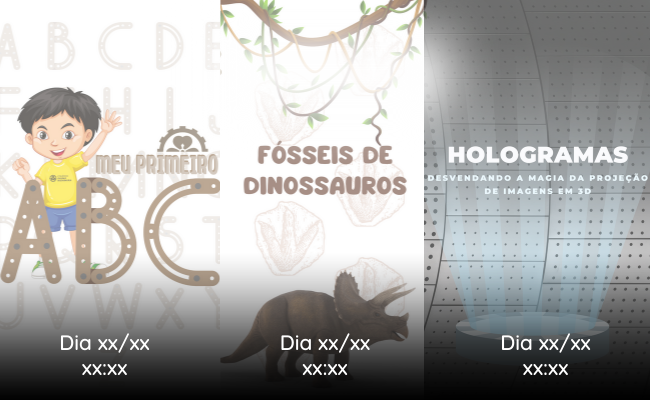 MEU PRIMEIRO
ABC
Dia xx/xx
xx:xx
FÓSSEIS DE
DINOSSAUROS
Dia xx/xx
xx:xx
HOLOGRAMAS
DESVENDANDO A MAGIA DA PROJEÇÃO
DE IMAGENS EM 3D
Dia xx/xx
xx:xx